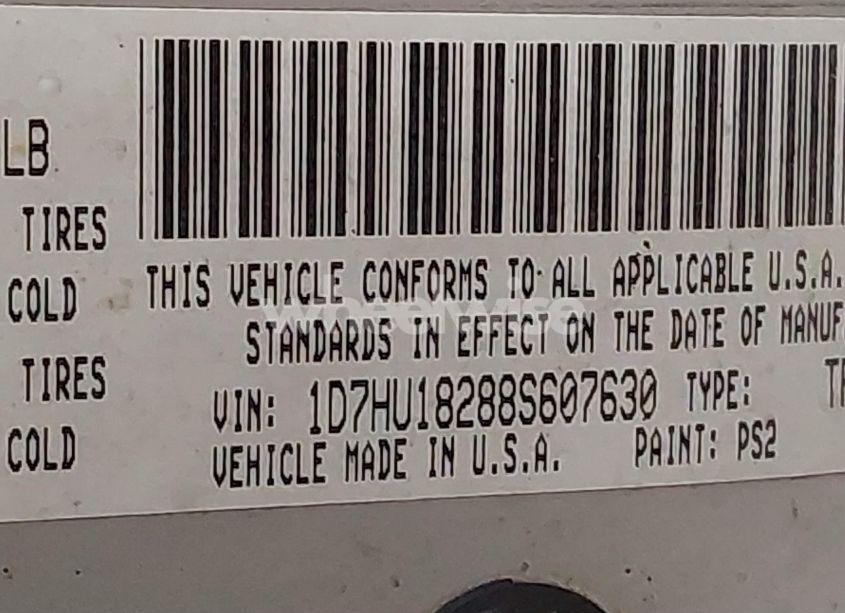 LB
TIRES
COLD
TIRES
COLD
THIS VEHICLE CONFORMS TO ALL APPLICABLE U.S.A.
STANDARDS IN EFFECT ON THE DATE OF MANUF
VIN: 1D7HU18288S607630 TYPE:
VEHICLE MADE IN U.S.A. PAINT: PS2
wheelwise